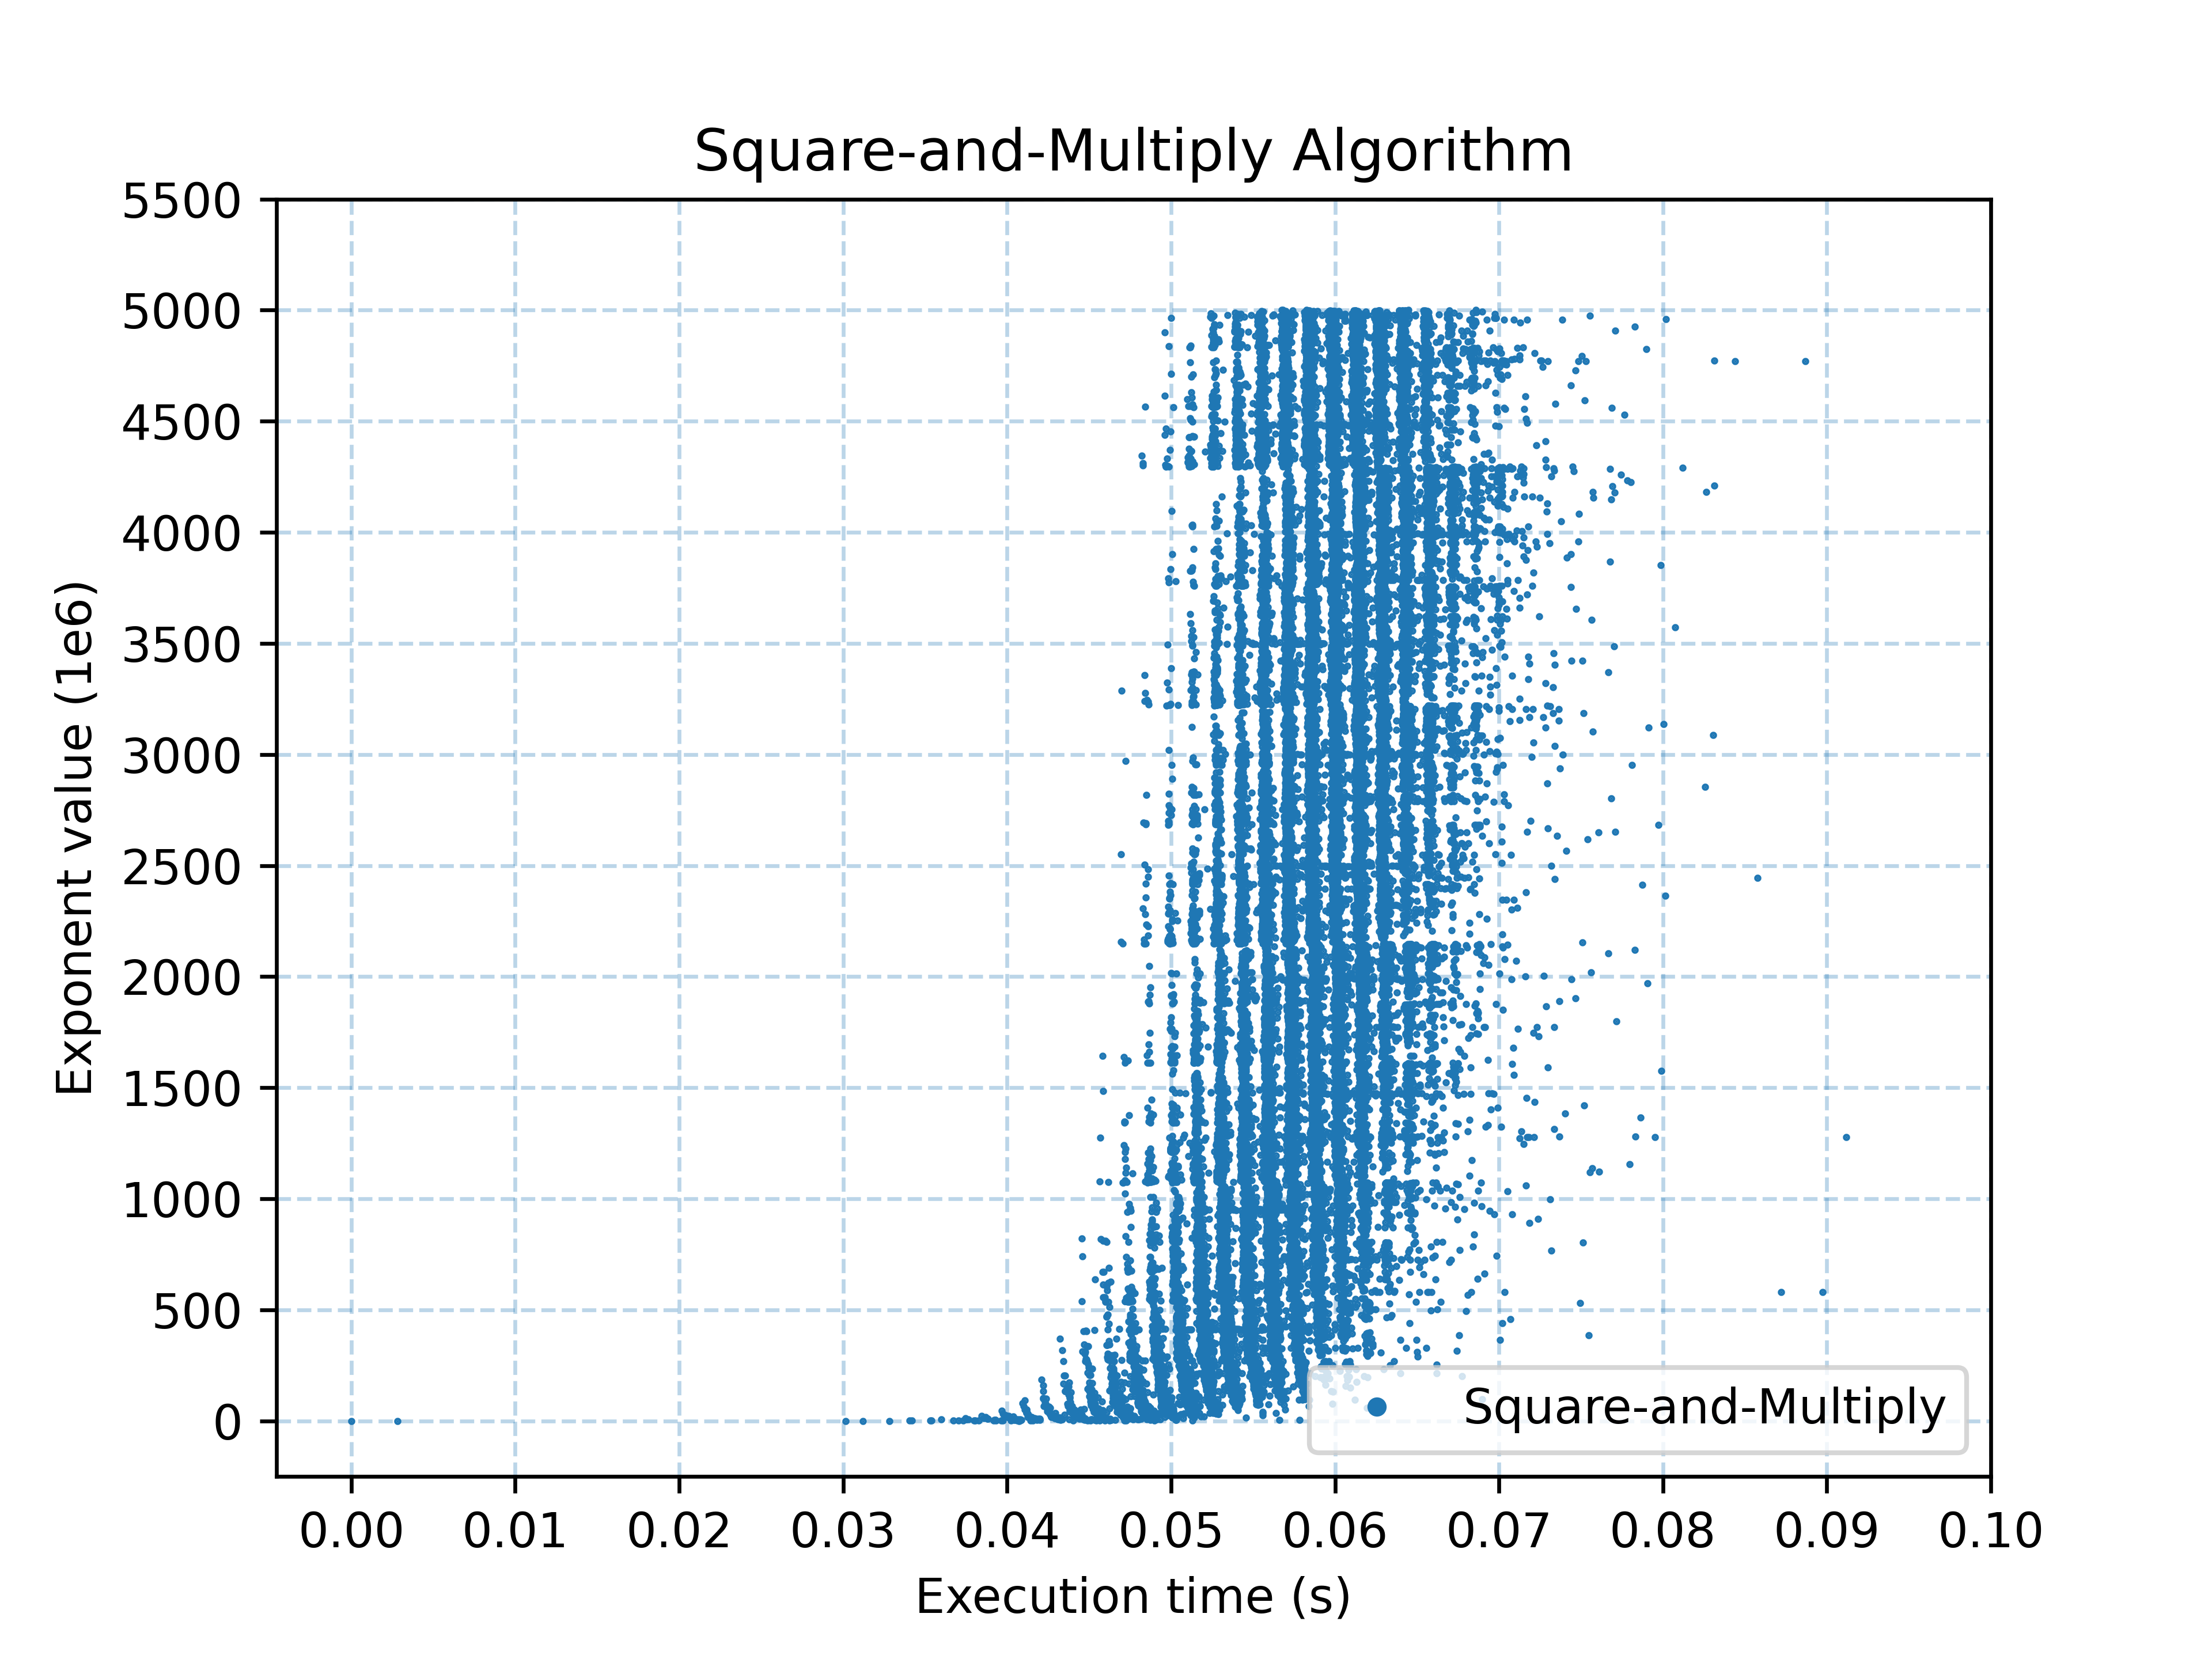 Square-and-Multiply Algorithm
5500
5000
4500
4000
3500
3000
2500
2000
1500
1000
500
0
Exponent value (1e6)
Square-and-Multiply
0.00 0.01 0.02 0.03 0.04 0.05 0.06 0.07 0.08 0.09 0.10
Execution time (s)